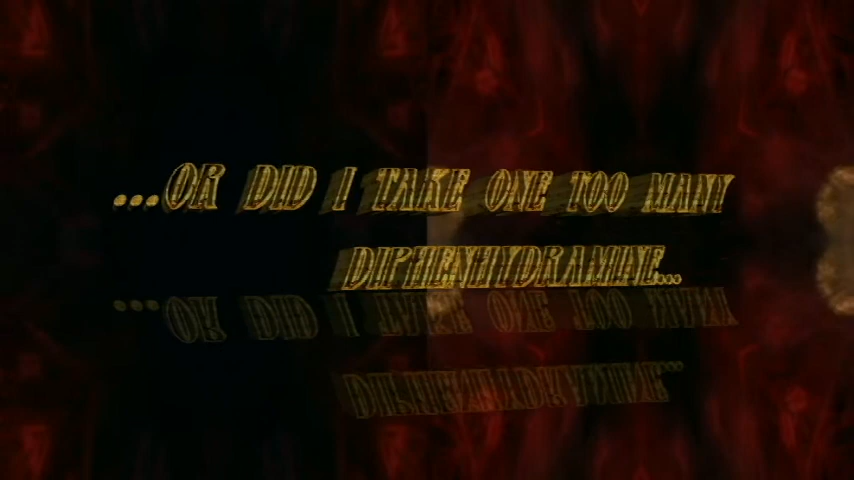 ...OR DID I TAKE ONE TOO MANY
DIPHENHYDRAMINE...